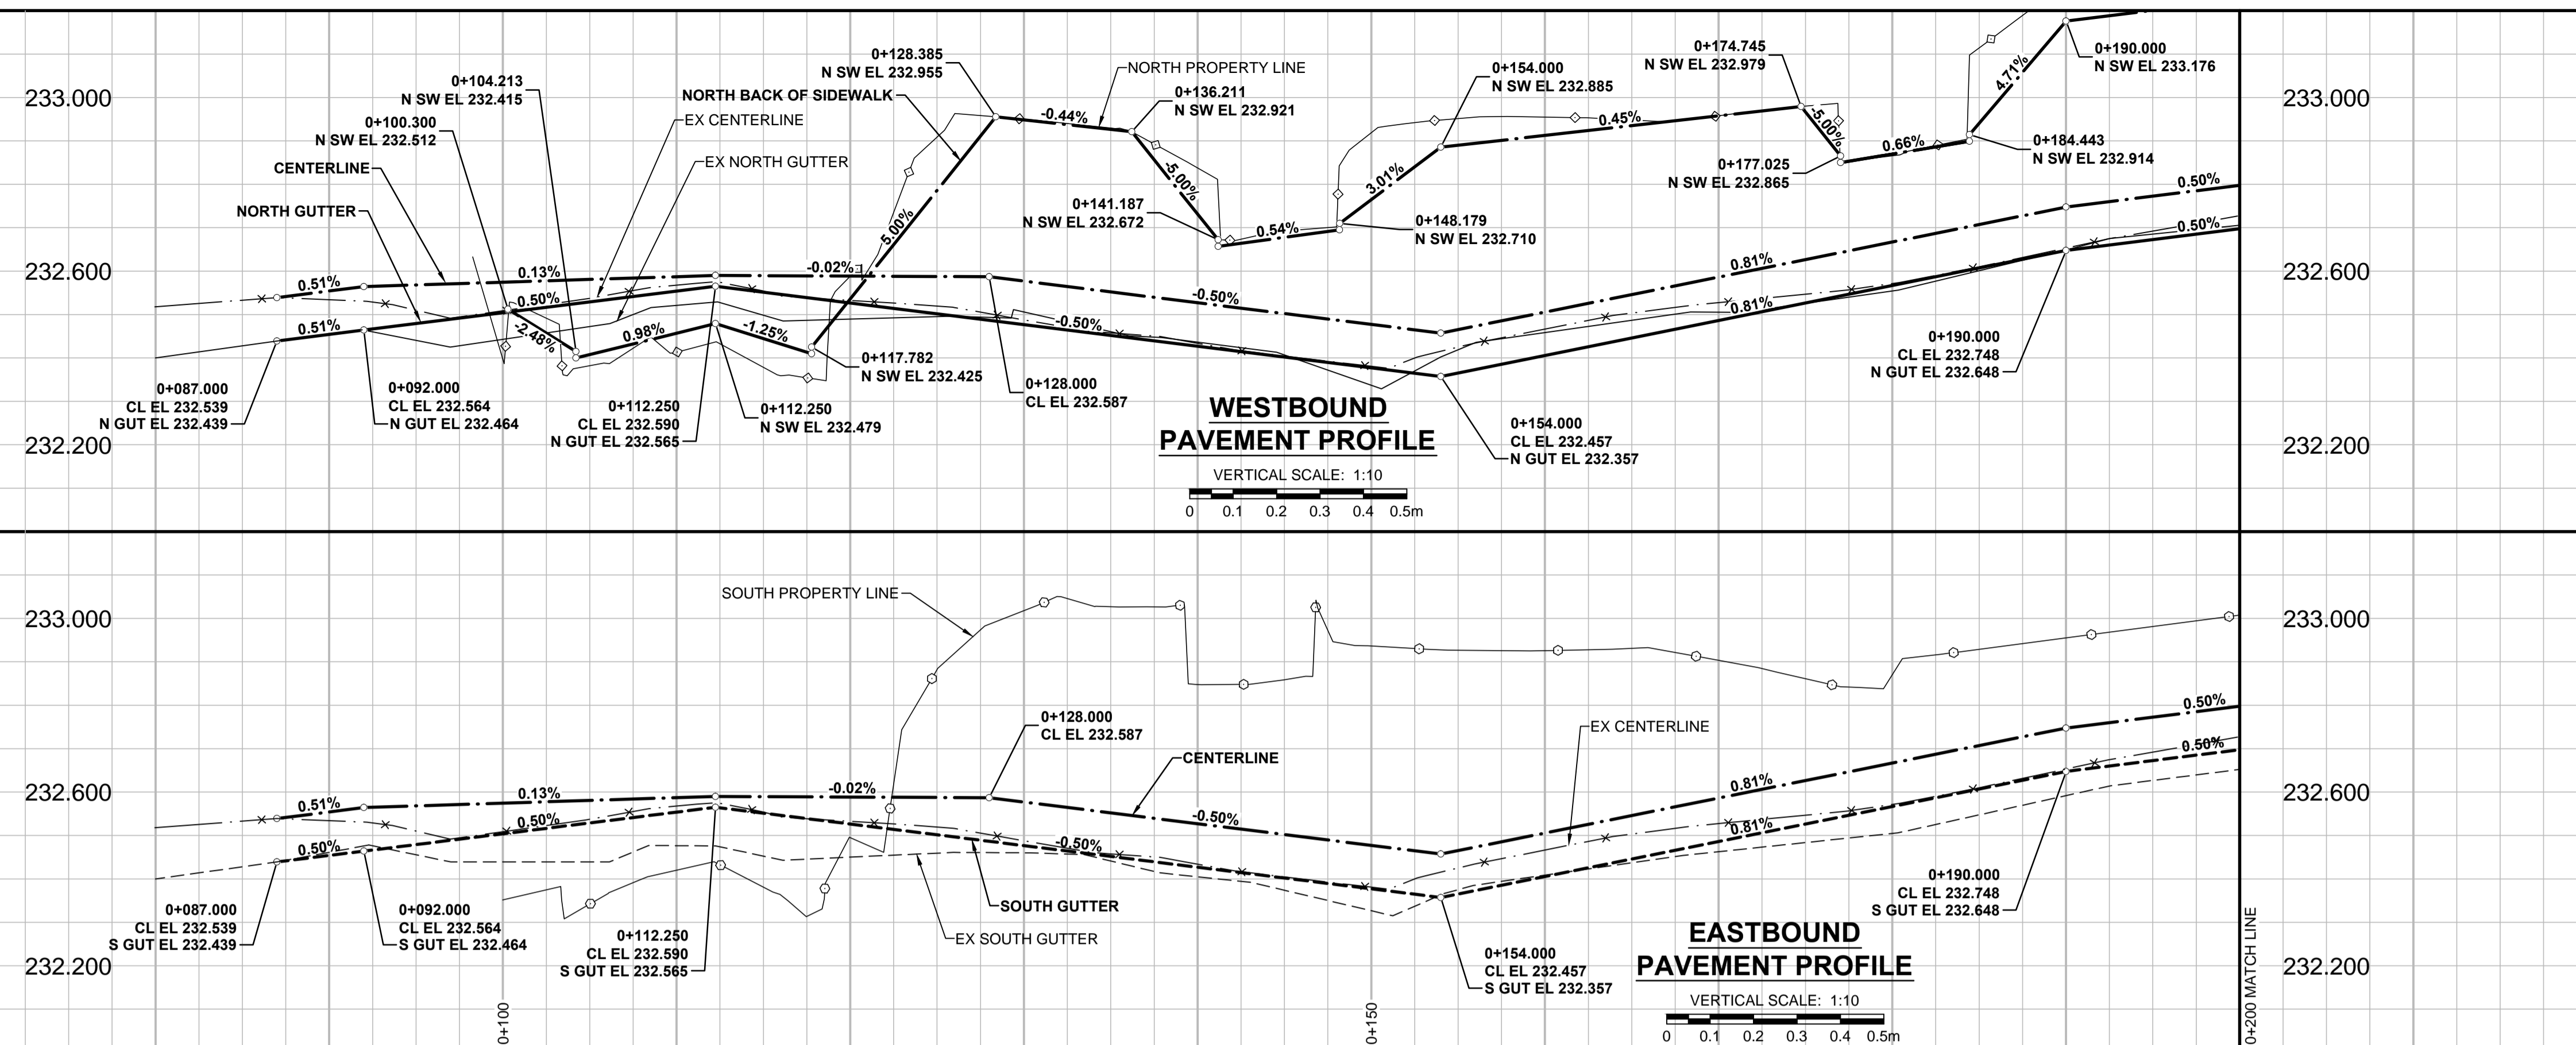 0+128.385
N SW EL 232.955
0+174.745
N SW EL 232.979
0+190.000
N SW EL 233.176
0+104.213
N SW EL 232.415
NORTH PROPERTY LINE
0+154.000
N SW EL 232.885
4.71%
233.000
NORTH BACK OF SIDEWALK
0+136.211
N SW EL 232.921
233.000
0+100.300
N SW EL 232.512
EX CENTERLINE
-0.44%
0.45%
-5.00%
0+184.443
N SW EL 232.914
CENTERLINE
EX NORTH GUTTER
-5.00%
3.01%
0+177.025
N SW EL 232.865
0.66%
NORTH GUTTER
5.00%
0+141.187
N SW EL 232.672
0.54%
0+148.179
N SW EL 232.710
0.50%
0.50%
232.600
0.51%
0.13%
-0.02%
0.81%
232.600
0.51%
0.50%
-2.48%
0.98%
-1.25%
-0.50%
-0.50%
0.81%
0+087.000
CL EL 232.539
N GUT EL 232.439
0+092.000
CL EL 232.564
N GUT EL 232.464
0+112.250
CL EL 232.590
N GUT EL 232.565
0+112.250
N SW EL 232.479
0+117.782
N SW EL 232.425
0+128.000
CL EL 232.587
0+190.000
CL EL 232.748
N GUT EL 232.648
0+154.000
CL EL 232.457
N GUT EL 232.357
232.200
WESTBOUND
PAVEMENT PROFILE
VERTICAL SCALE: 1:10
0 0.1 0.2 0.3 0.4 0.5m
232.200
233.000
SOUTH PROPERTY LINE
233.000
0+128.000
CL EL 232.587
CENTERLINE
EX CENTERLINE
0.50%
0.50%
232.600
0.51%
0.13%
-0.02%
-0.50%
0.81%
232.600
0.50%
0.50%
-0.50%
0.81%
0+087.000
CL EL 232.539
S GUT EL 232.439
0+092.000
CL EL 232.564
S GUT EL 232.464
0+112.250
CL EL 232.590
S GUT EL 232.565
SOUTH GUTTER
EX SOUTH GUTTER
0+190.000
CL EL 232.748
S GUT EL 232.648
0+154.000
CL EL 232.457
S GUT EL 232.357
232.200
EASTBOUND
PAVEMENT PROFILE
VERTICAL SCALE: 1:10
0 0.1 0.2 0.3 0.4 0.5m
232.200
0+100
0+150
0+200 MATCH LINE